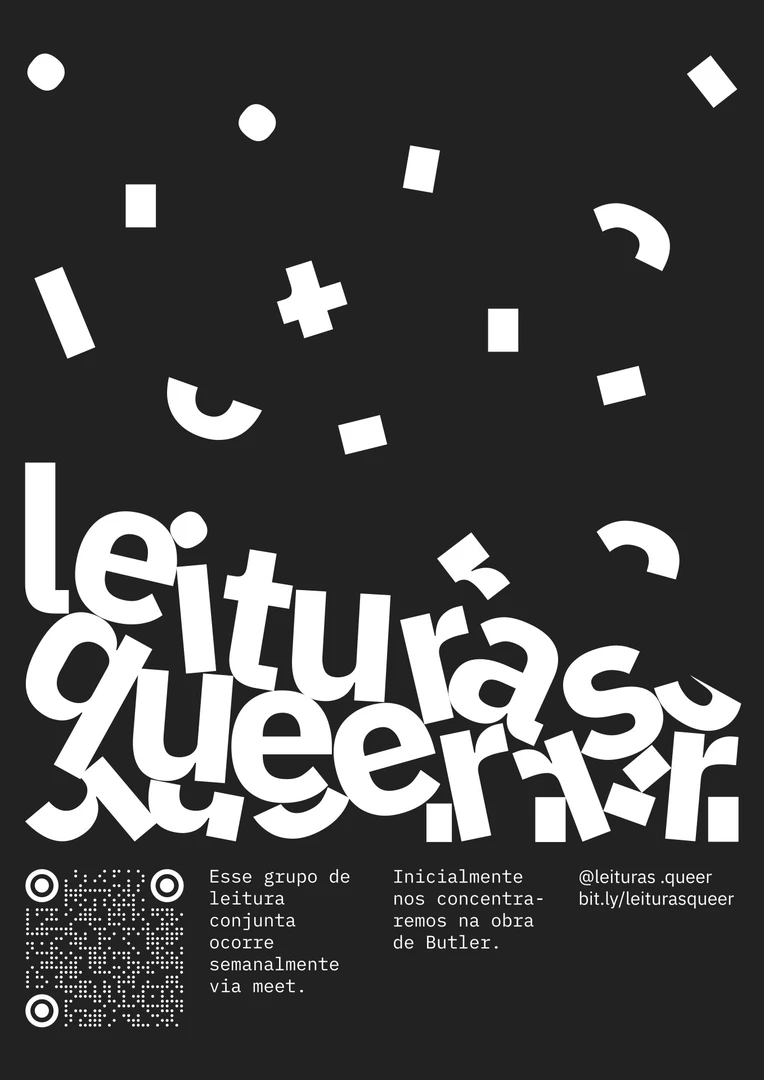 leituras
queer
Esse grupo de
leitura
conjunta
ocorre
semanalmente
via meet.
Inicialmente
nos concentra-
remos na obra
de Butler.
@leituras .queer
bit.ly/leiturasqueer